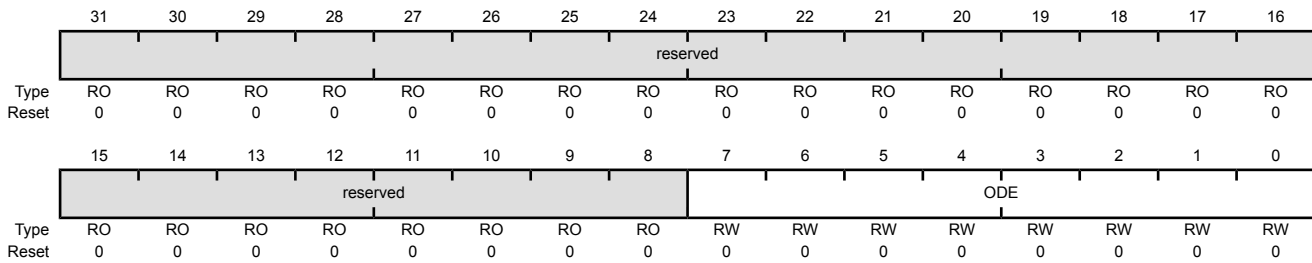 31 30 29 28 27 26 25 24 23 22 21 20 19 18 17 16
reserved
Type RO RO RO RO RO RO RO RO RO RO RO RO RO RO RO RO
Reset 0 0 0 0 0 0 0 0 0 0 0 0 0 0 0 0
15 14 13 12 11 10 9 8 7 6 5 4 3 2 1 0
reserved ODE
Type RO RO RO RO RO RO RO RO RW RW RW RW RW RW RW RW
Reset 0 0 0 0 0 0 0 0 0 0 0 0 0 0 0 0